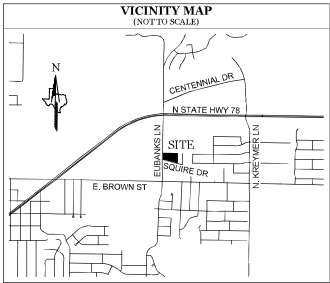 VICINITY MAP
(NOT TO SCALE)
N
CENTENNIAL DR
N STATE HWY 78
EUBANKS LN
SITE
SQUIRE DR
N. KREYMER LN
E. BROWN ST